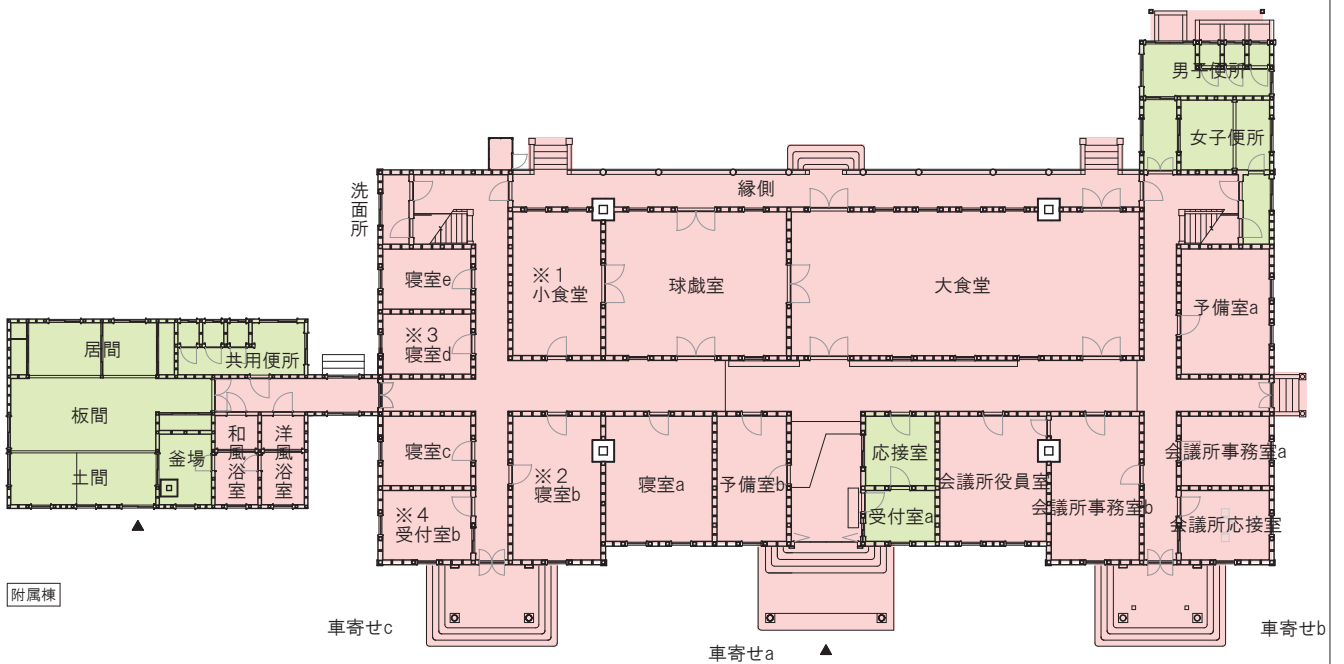 男子便所
女子便所
洗面所
縁側
寝室e
※1
小食堂
球戯室
大食堂
予備室a
※3
寝室d
居間
共用便所
板間
和風浴室
洋風浴室
釜場
土間
寝室c
※2
寝室b
寝室a
予備室b
応接室
受付室a
会議所役員室
会議所事務室b
会議所事務室a
会議所応接室
※4
受付室b
附属棟
車寄せc
車寄せa
車寄せb